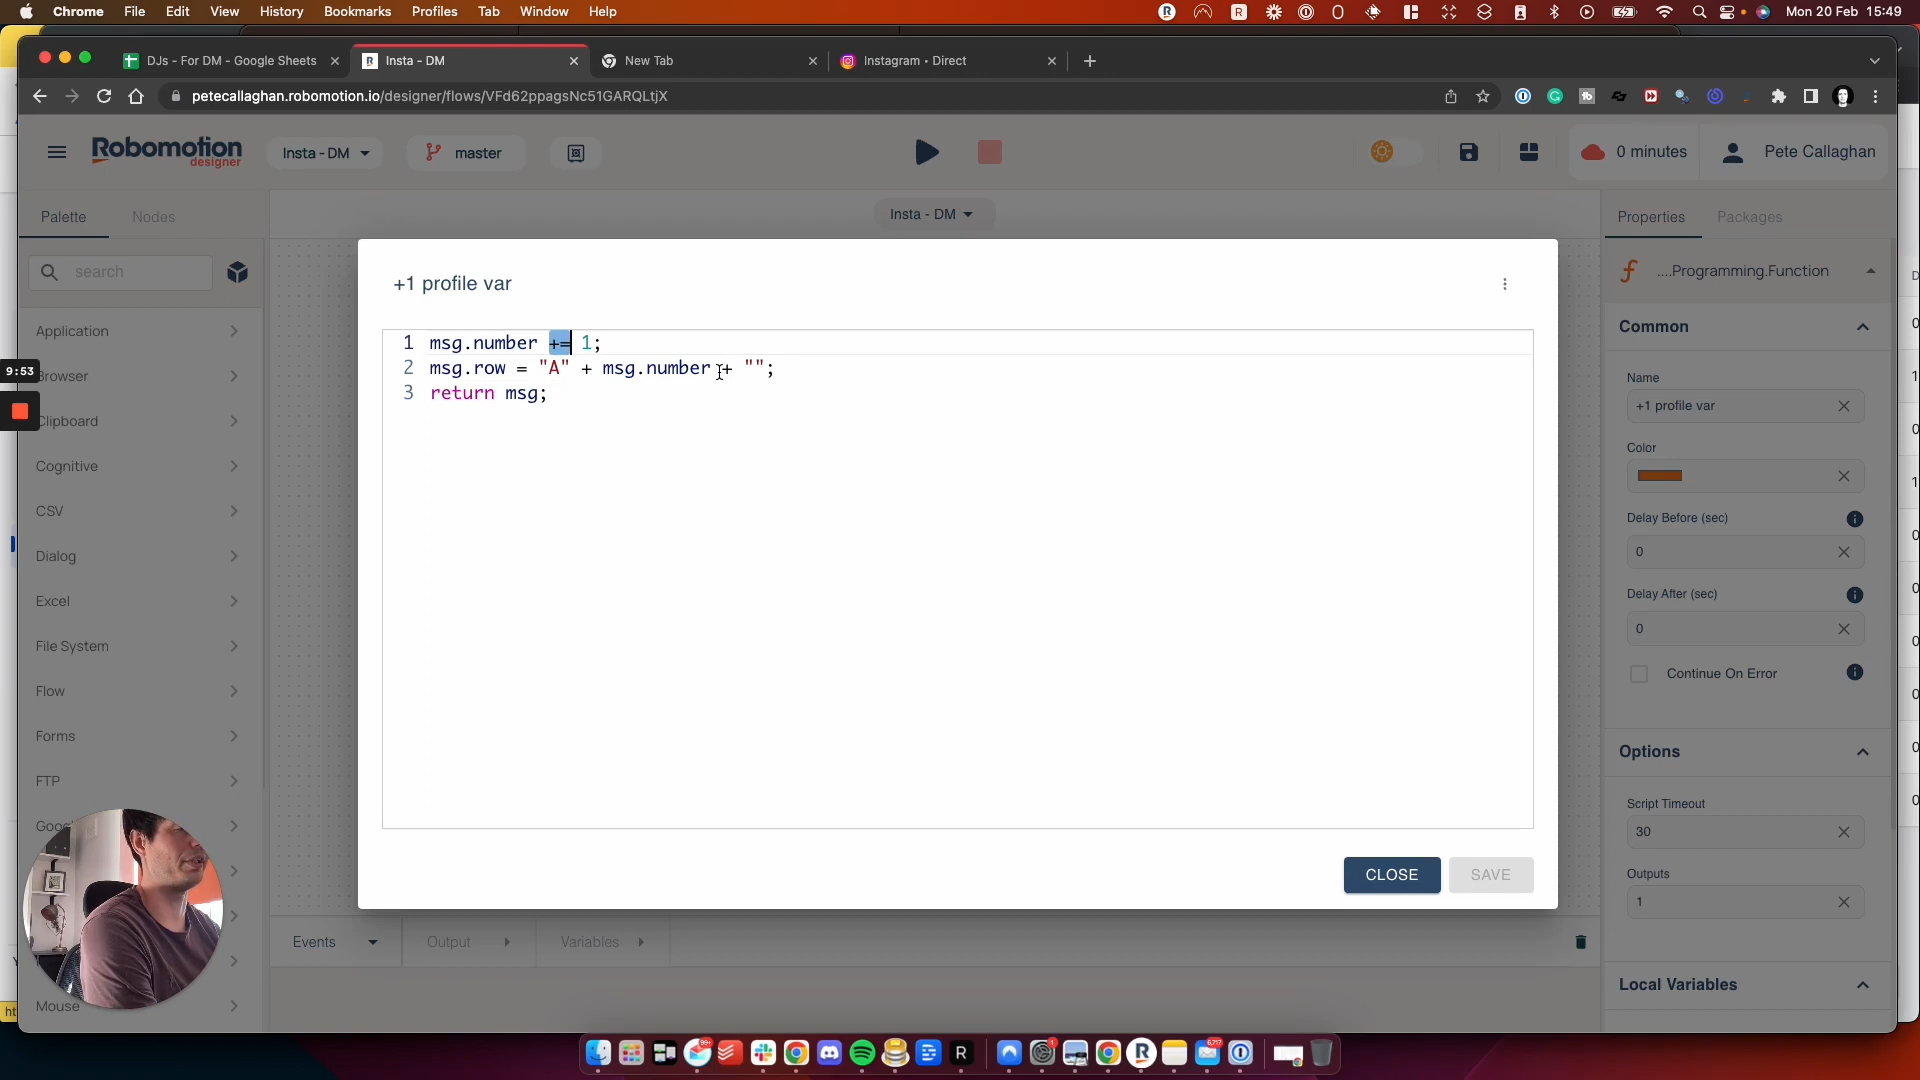 Chrome File Edit View History Bookmarks Profiles Tab Window Help
Mon 20 Feb 15:49
DJs - For DM - Google Sheets
Insta - DM
New Tab
Instagram • Direct
petecallaghan.robomotion.io/designer/flows/VFd62ppagsNc51GARQLtjX
Robomotion
designer
Insta - DM
master
0 minutes
Pete Callaghan
Palette
Nodes
Insta - DM
Properties
Packages
search
....Programming.Function
+1 profile var
Common
1 msg.number += 1;
2 msg.row = "A" + msg.number + "";
3 return msg;
Application
9:53
Browser
Clipboard
Cognitive
CSV
Dialog
Excel
File System
Flow
Forms
FTP
Goo
Mouse
Name
+1 profile var
Color
Delay Before (sec)
0
Delay After (sec)
0
Continue On Error
Options
Script Timeout
30
Outputs
1
Local Variables
CLOSE
SAVE
Events
Output
Variables